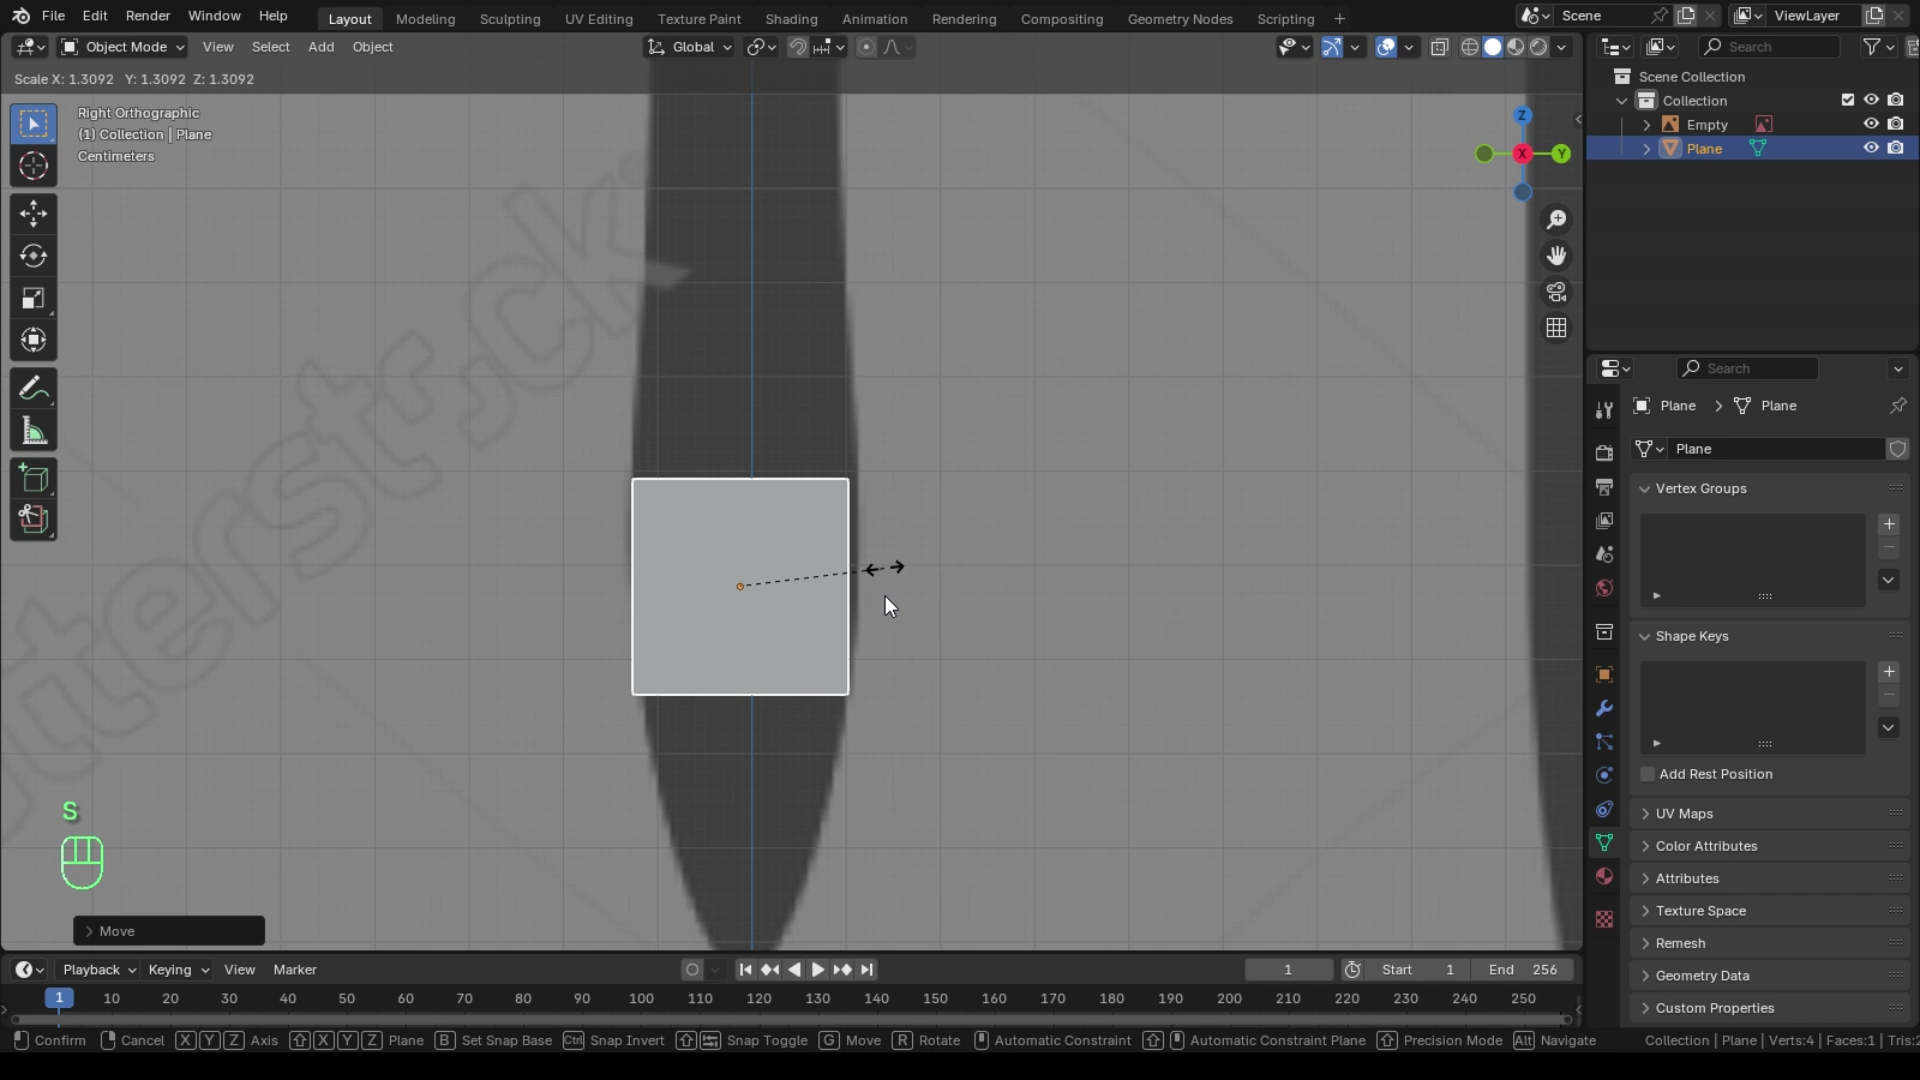 File Edit Render Window Help Layout Modeling Sculpting UV Editing Texture Paint Shading Animation Rendering Compositing Geometry Nodes Scripting + Scene ViewLayer
Object Mode View Select Add Object Global Search
Scale X: 1.3092 Y: 1.3092 Z: 1.3092
Right Orthographic
(1) Collection | Plane
Centimeters
Z
X
Y
Scene Collection
Collection
Empty
Plane
Search
Plane > Plane
Plane
Vertex Groups
Shape Keys
Add Rest Position
UV Maps
Color Attributes
Attributes
Texture Space
Remesh
Geometry Data
Custom Properties
S
> Move
Playback Keying View Marker 1 Start 1 End 256
1 10 20 30 40 50 60 70 80 90 100 110 120 130 140 150 160 170 180 190 200 210 220 230 240 250
Confirm Cancel X Y Z Axis X Y Z Plane B Set Snap Base Ctrl Snap Invert Snap Toggle G Move R Rotate Automatic Constraint Automatic Constraint Plane Precision Mode Alt Navigate Collection | Plane | Verts:4 | Faces:1 | Tris:2